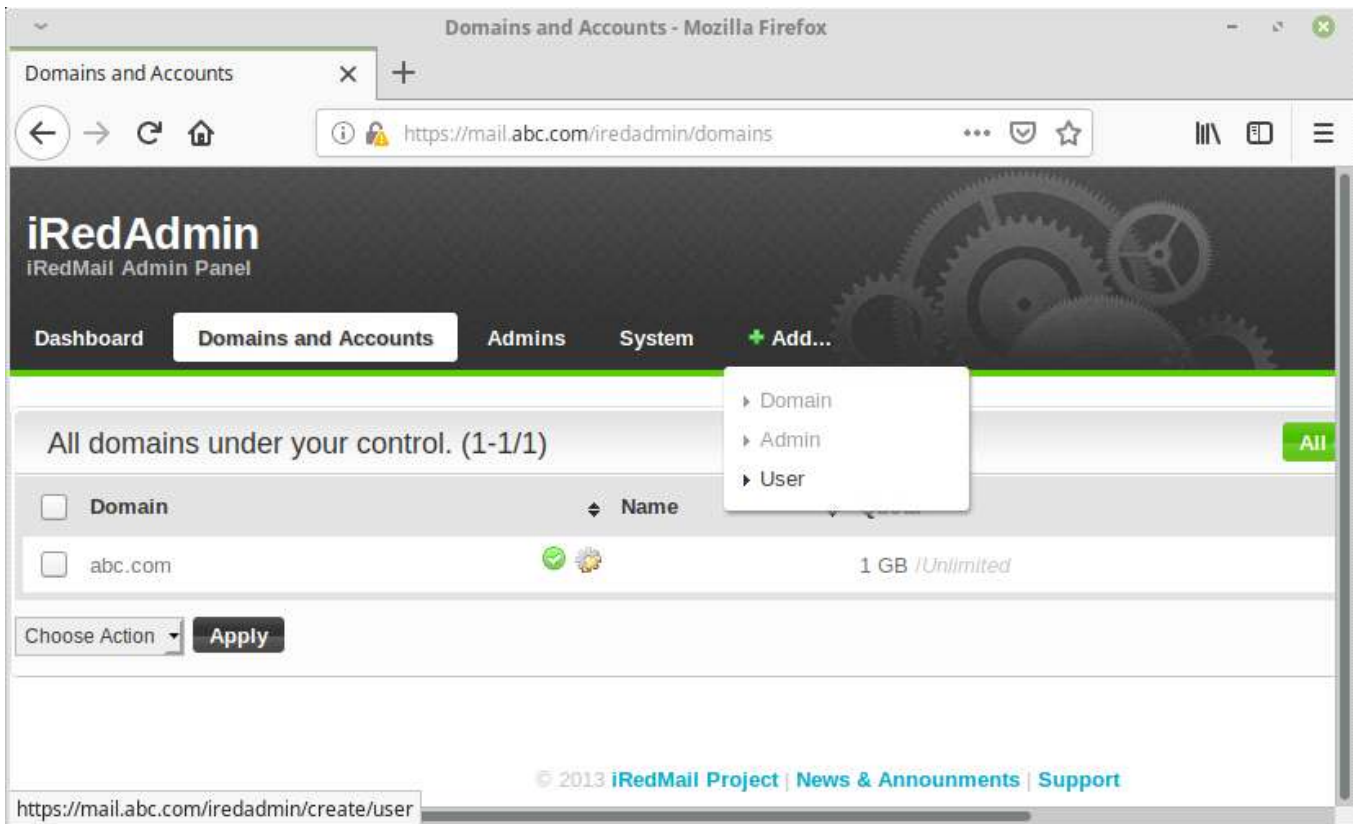 Domains and Accounts - Mozilla Firefox
Domains and Accounts
https://mail.abc.com/iredadmin/domains
iRedAdmin
iRedMail Admin Panel
Dashboard Domains and Accounts Admins System Add...
Domain
Admin
User
All domains under your control. (1-1/1) All
Domain Name
abc.com 1 GB /Unlimited
Choose Action Apply
© 2013 iRedMail Project | News & Announments | Support
https://mail.abc.com/iredadmin/create/user